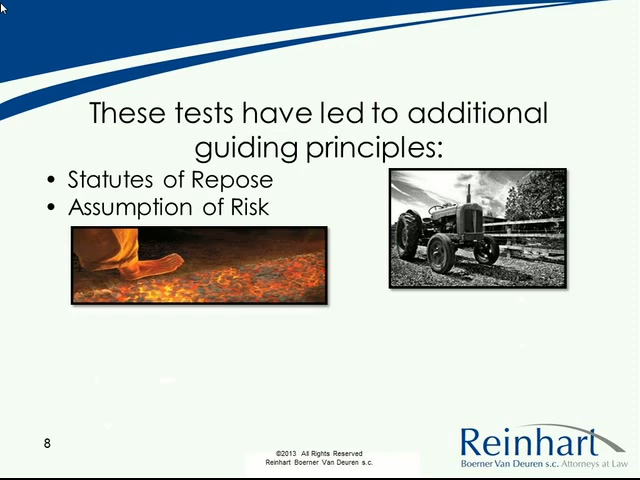 These tests have led to additional
guiding principles:
• Statutes of Repose
• Assumption of Risk
8
©2013 All Rights Reserved
Reinhart Boerner Van Deuren s.c.
Reinhart
Boerner Van Deuren s.c. Attorneys at Law